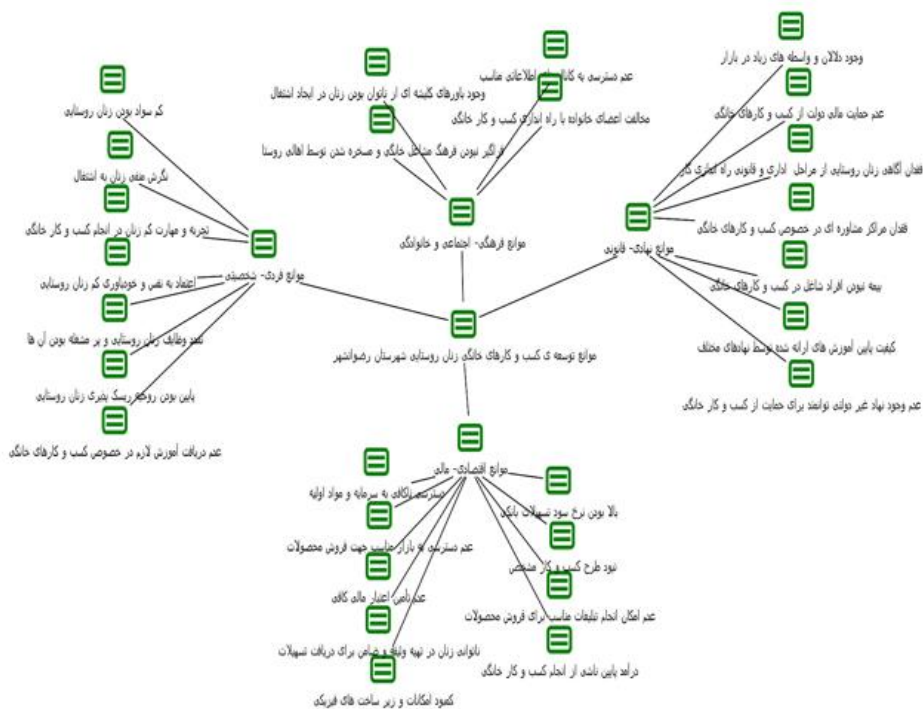 وجود دلالان و واسطه های زیاد در بازار
عدم حمایت مالی دولت از کسب و کارهای خانگی
فقدان آگاهی زنان روستایی از مراحل اداری و قانونی راه اندازی کار
فقدان مراکز مشاوره ای در خصوص کسب و کارهای خانگی
موانع نهادی- قانونی
بیمه نبودن افراد شاغل در کسب و کارهای خانگی
کیفیت پایین آموزش های ارائه شده توسط نهادهای مختلف
عدم وجود نهاد غیر دولتی توانمند برای حمایت از کسب و کار خانگی
عدم دسترسی به کانال های اطلاعاتی مناسب
وجود باورهای کلیشه ای از ناتوان بودن زنان در ایجاد اشتغال
مخالفت اعضای خانواده با راه اندازی کسب و کار خانگی
فراگیر نبودن فرهنگ مشاغل خانگی و مسخره شدن توسط اهالی روستا
موانع فرهنگی- اجتماعی و خانوادگی
کم سواد بودن زنان روستایی
نگرش منفی زنان به اشتغال
تجربه و مهارت کم زنان در انجام کسب و کار خانگی
موانع فردی- شخصیتی
اعتماد به نفس و خودباوری کم زنان روستایی
تعدد وظایف زنان روستایی و پر مشغله بودن آن ها
پایین بودن روحیه ریسک پذیری زنان روستایی
عدم دریافت آموزش لازم در خصوص کسب و کارهای خانگی
موانع توسعه ی کسب و کارهای خانگی زنان روستایی شهرستان رضوانشهر
موانع اقتصادی- مالی
بالا بودن نرخ سود تسهیلات بانکی
نبود طرح کسب و کار مشخص
عدم امکان انجام تبلیغات مناسب برای فروش محصولات
درآمد پایین ناشی از انجام کسب و کار خانگی
دسترسی ناکافی به سرمایه و مواد اولیه
عدم دسترسی به بازار مناسب جهت فروش محصولات
عدم تأمین اعتبار مالی کافی
ناتوانی زنان در تهیه وثیقه و ضامن برای دریافت تسهیلات
کمبود امکانات و زیر ساخت های فیزیکی